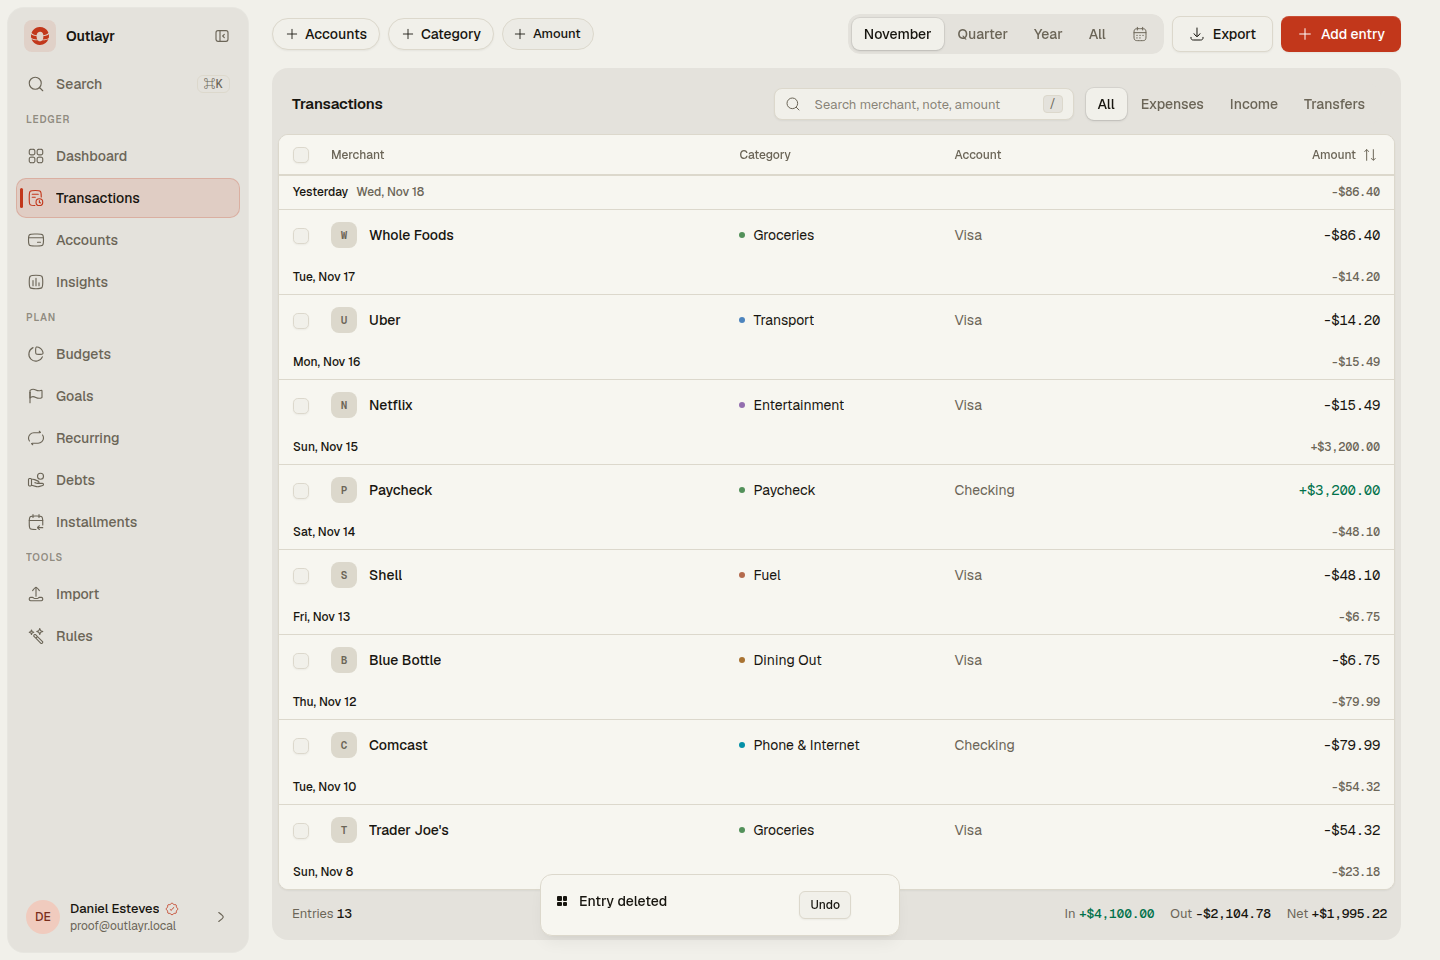 Outlayr
Search ⌘K
LEDGER
Dashboard
Transactions
Accounts
Insights
PLAN
Budgets
Goals
Recurring
Debts
Installments
TOOLS
Import
Rules
DE
Daniel Esteves
proof@outlayr.local
Accounts Category Amount
November Quarter Year All Export Add entry
Transactions Search merchant, note, amount / All Expenses Income Transfers
Merchant Category Account Amount
Yesterday Wed, Nov 18 -$86.40
W Whole Foods Groceries Visa -$86.40
Tue, Nov 17 -$14.20
U Uber Transport Visa -$14.20
Mon, Nov 16 -$15.49
N Netflix Entertainment Visa -$15.49
Sun, Nov 15 +$3,200.00
P Paycheck Paycheck Checking +$3,200.00
Sat, Nov 14 -$48.10
S Shell Fuel Visa -$48.10
Fri, Nov 13 -$6.75
B Blue Bottle Dining Out Visa -$6.75
Thu, Nov 12 -$79.99
C Comcast Phone & Internet Checking -$79.99
Tue, Nov 10 -$54.32
T Trader Joe's Groceries Visa -$54.32
Sun, Nov 8 -$23.18
Entry deleted Undo
Entries 13 In +$4,100.00 Out -$2,104.78 Net +$1,995.22